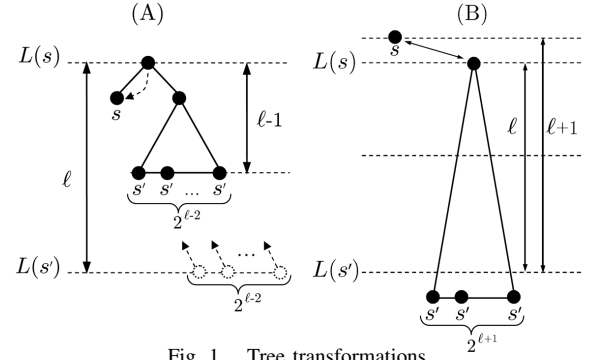 (A)
L(s)
s
ℓ-1
ℓ
s′ s′ ... s′
2^{ℓ-2}
...
L(s′)
2^{ℓ-2}
(B)
s
L(s)
ℓ ℓ+1
L(s′)
s′ s′ s′
2^{ℓ+1}
Fig. 1. Tree transformations